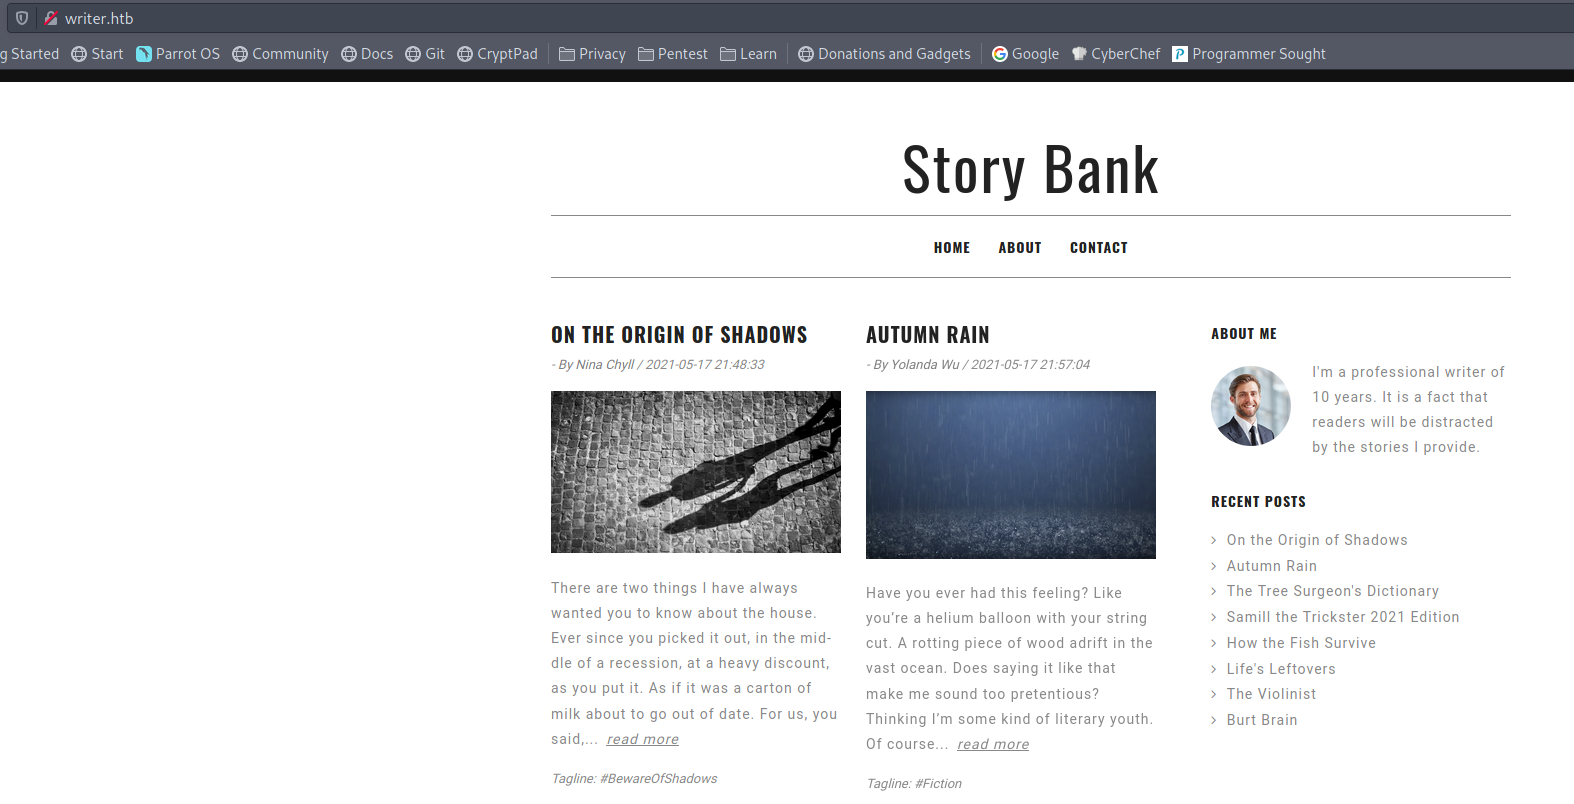 writer.htb
g Started Start Parrot OS Community Docs Git CryptPad Privacy Pentest Learn Donations and Gadgets Google CyberChef Programmer Sought
Story Bank
HOME ABOUT CONTACT
ON THE ORIGIN OF SHADOWS
- By Nina Chyll / 2021-05-17 21:48:33
There are two things I have always
wanted you to know about the house.
Ever since you picked it out, in the mid-
dle of a recession, at a heavy discount,
as you put it. As if it was a carton of
milk about to go out of date. For us, you
said,... read more
Tagline: #BewareOfShadows
AUTUMN RAIN
- By Yolanda Wu / 2021-05-17 21:57:04
Have you ever had this feeling? Like
you’re a helium balloon with your string
cut. A rotting piece of wood adrift in the
vast ocean. Does saying it like that
make me sound too pretentious?
Thinking I’m some kind of literary youth.
Of course... read more
Tagline: #Fiction
ABOUT ME
I'm a professional writer of
10 years. It is a fact that
readers will be distracted
by the stories I provide.
RECENT POSTS
On the Origin of Shadows
Autumn Rain
The Tree Surgeon's Dictionary
Samill the Trickster 2021 Edition
How the Fish Survive
Life's Leftovers
The Violinist
Burt Brain